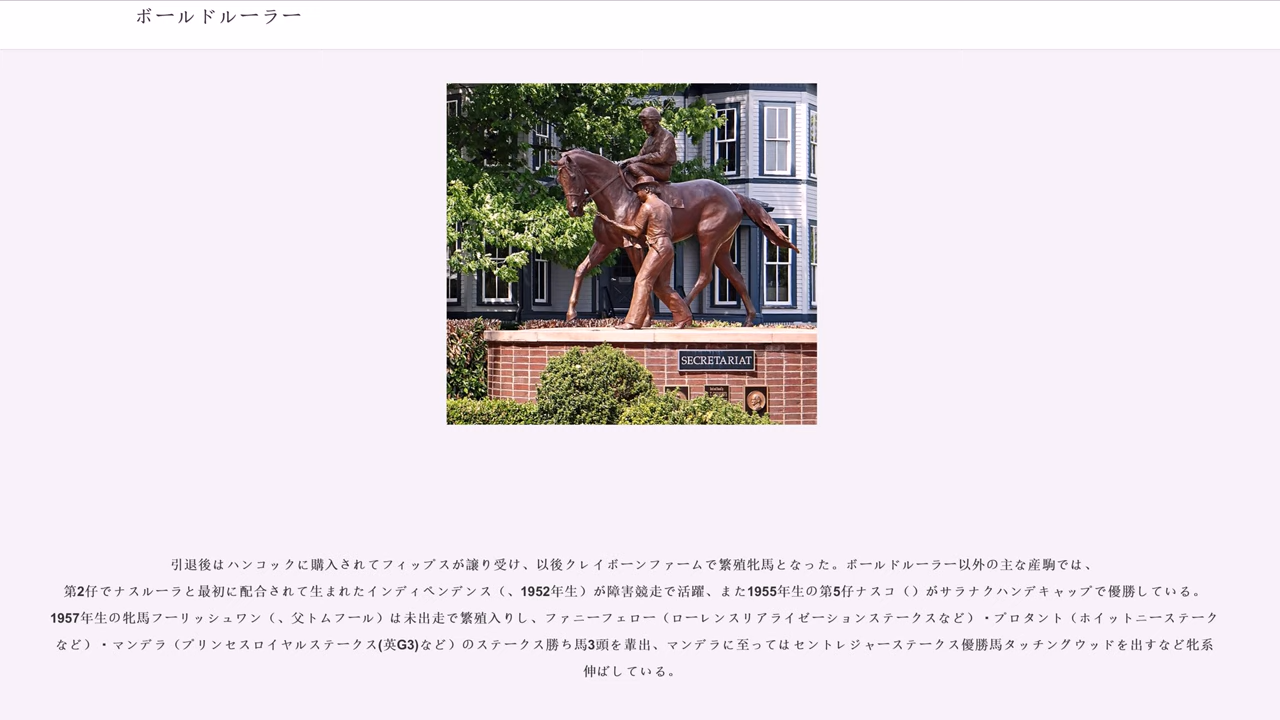 ボールドルーラー
SECRETARIAT
引退後はハンコックに購入されてフィップスが譲り受け、以後クレイボーンファームで繁殖牝馬となった。ボールドルーラー以外の主な産駒では、
第2仔でナスルーラと最初に配合されて生まれたインディペンデンス（、1952年生）が障害競走で活躍、また1955年生の第5仔ナスコ（）がサラナクハンデキャップで優勝している。
1957年生の牝馬フーリッシュワン（、父トムフール）は未出走で繁殖入りし、ファニーフェロー（ローレンスリアライゼーションステークスなど）・プロタント（ホイットニーステーク
など）・マンデラ（プリンセスロイヤルステークス(英G3)など）のステークス勝ち馬3頭を輩出、マンデラに至ってはセントレジャーステークス優勝馬タッチングウッドを出すなど牝系
伸ばしている。